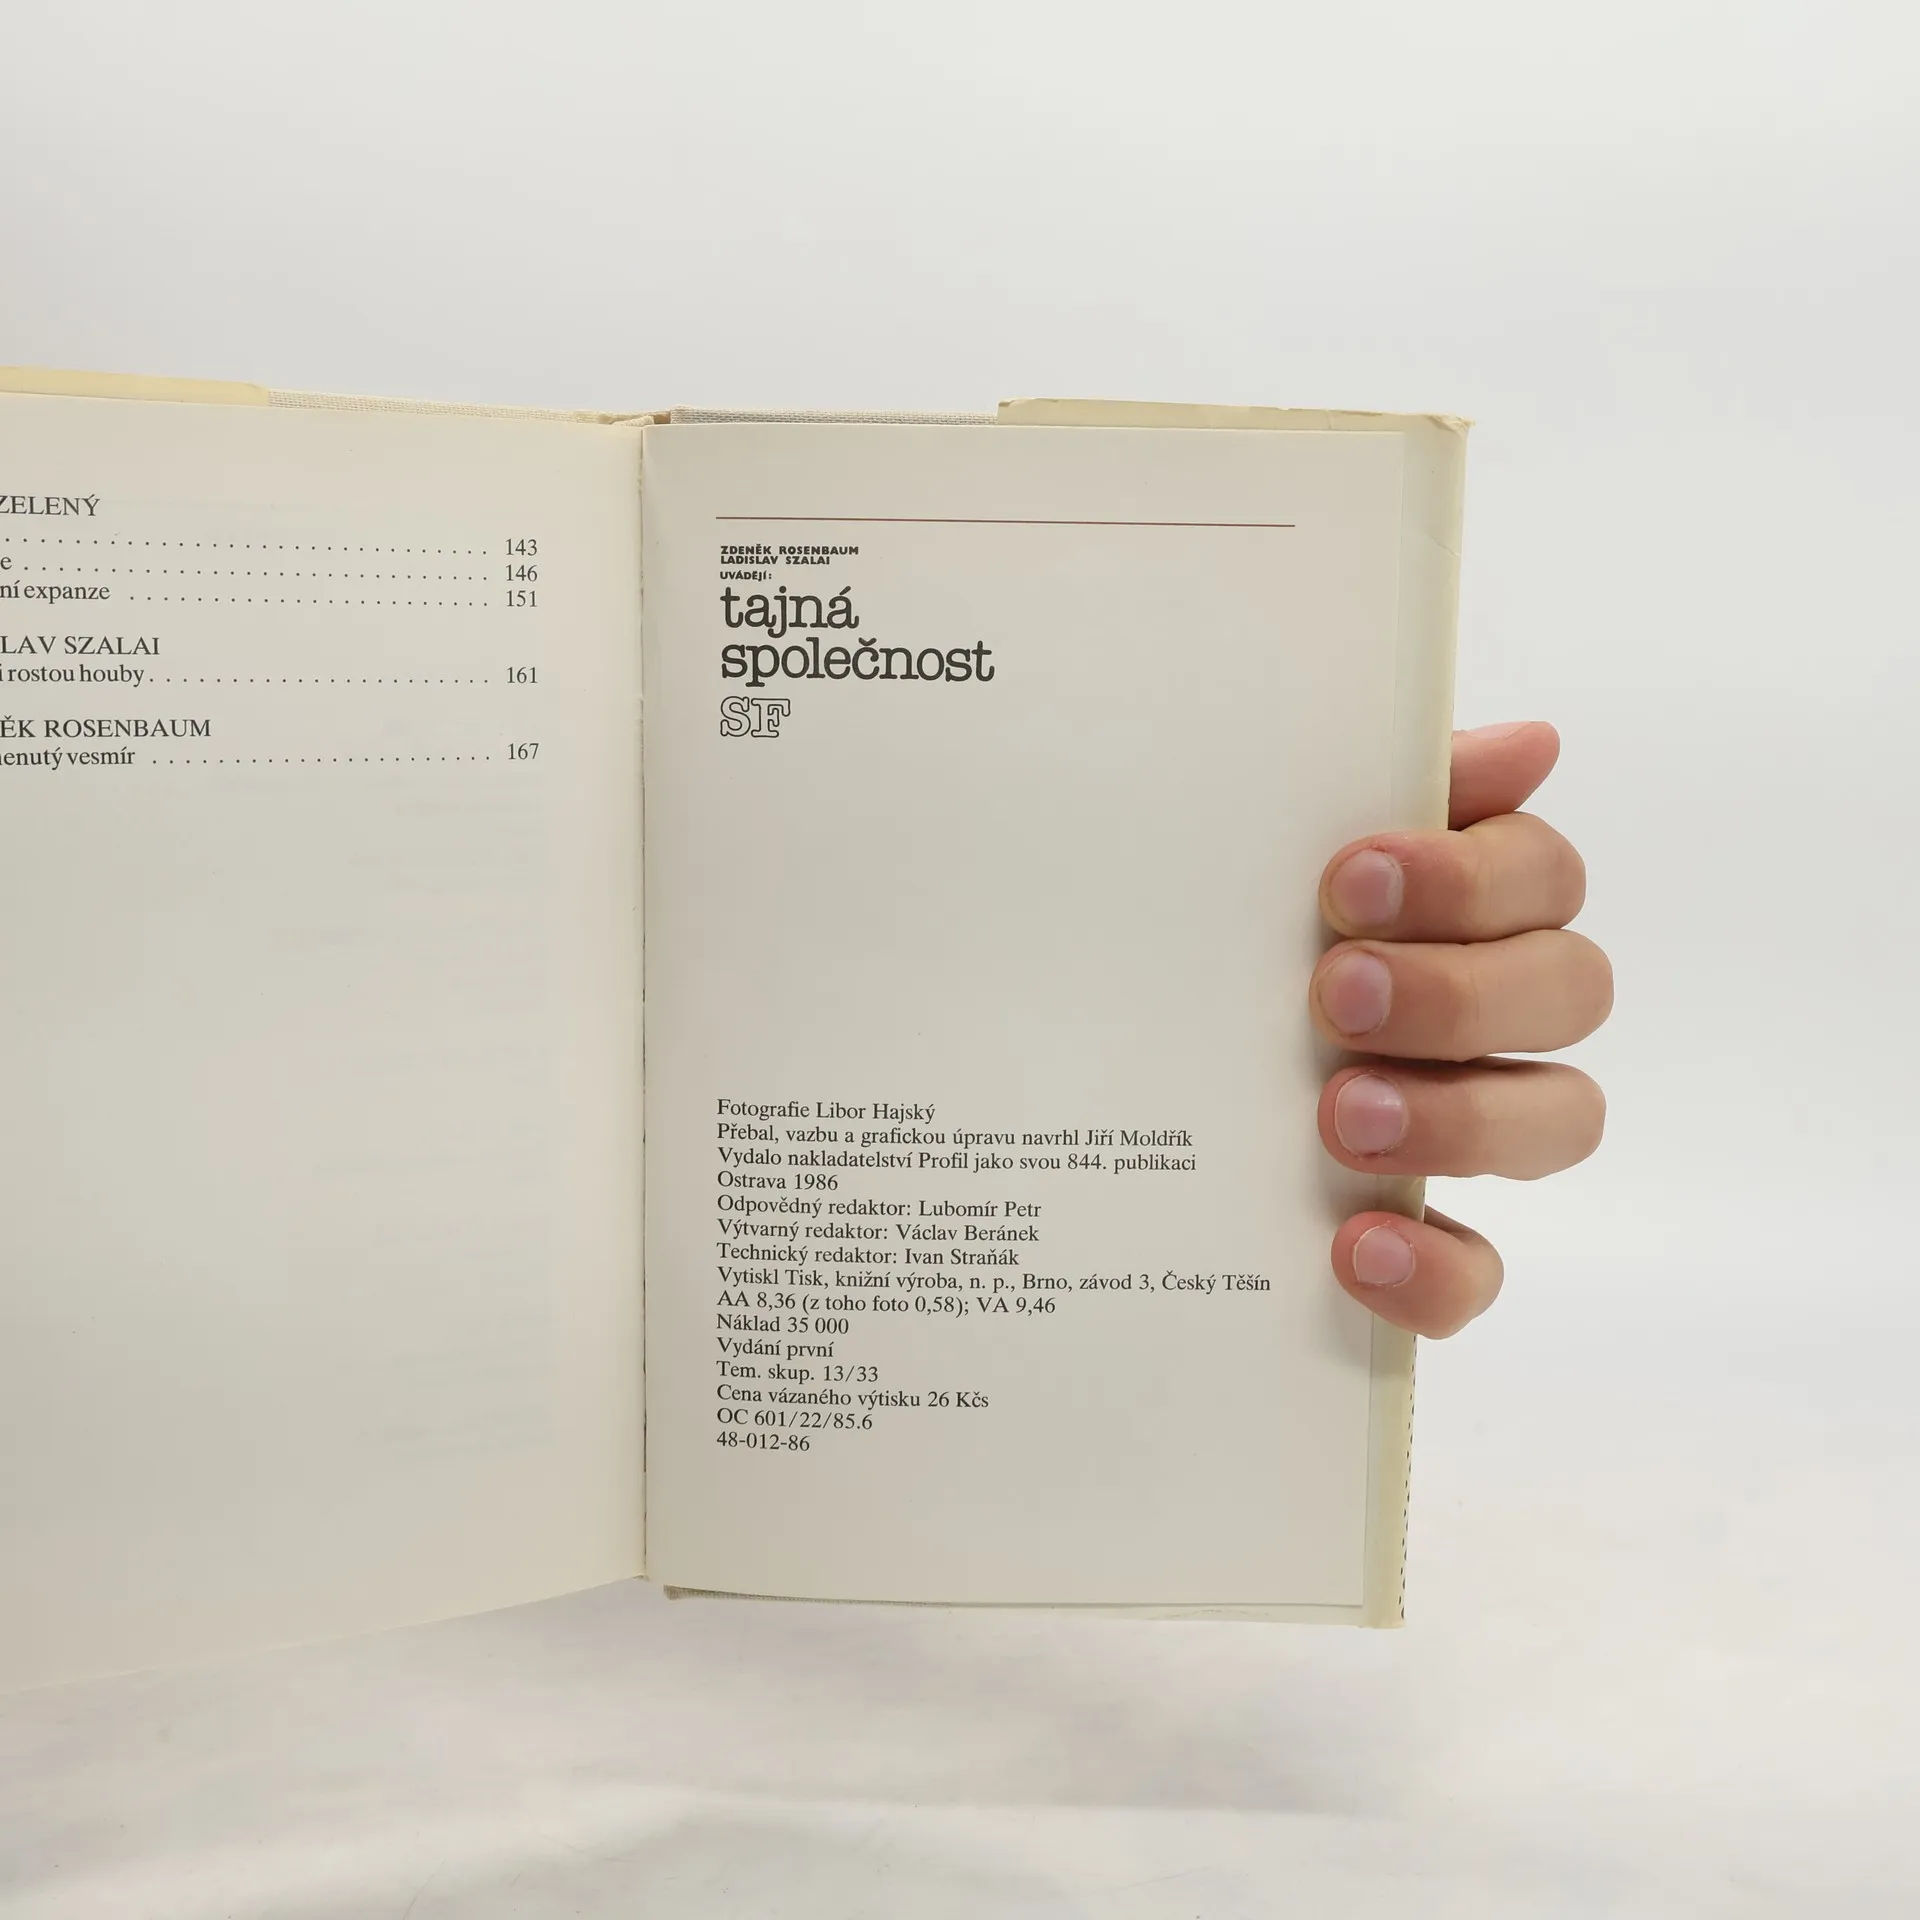 ZELENÝ
. . . 143
e . . . 146
ní expanze . . . 151
LAV SZALAI
i rostou houby . . . 161
ĚK ROSENBAUM
enutý vesmír . . . 167
ZDENĚK ROSENBAUM
LADISLAV SZALAI
UVÁDĚJÍ:
tajná
společnost
SF
Fotografie Libor Hajský
Přebal, vazbu a grafickou úpravu navrhl Jiří Moldřík
Vydalo nakladatelství Profil jako svou 844. publikaci
Ostrava 1986
Odpovědný redaktor: Lubomír Petr
Výtvarný redaktor: Václav Beránek
Technický redaktor: Ivan Straňák
Vytiskl Tisk, knižní výroba, n. p., Brno, závod 3, Český Těšín
AA 8,36 (z toho foto 0,58); VA 9,46
Náklad 35 000
Vydání první
Tem. skup. 13/33
Cena vázaného výtisku 26 Kčs
OC 601/22/85.6
48-012-86